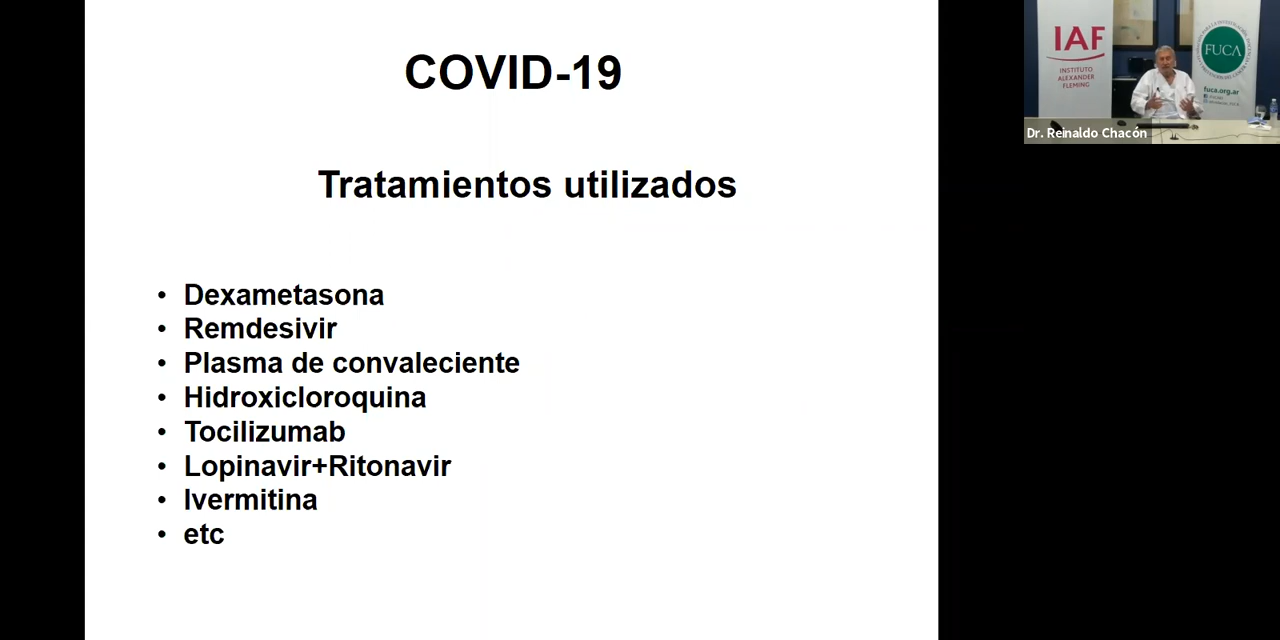 COVID-19
Tratamientos utilizados
• Dexametasona
• Remdesivir
• Plasma de convaleciente
• Hidroxicloroquina
• Tocilizumab
• Lopinavir+Ritonavir
• Ivermitina
• etc
IAF
INSTITUTO
ALEXANDER
FLEMING
FUCA
fuca.org.ar
Dr. Reinaldo Chacón